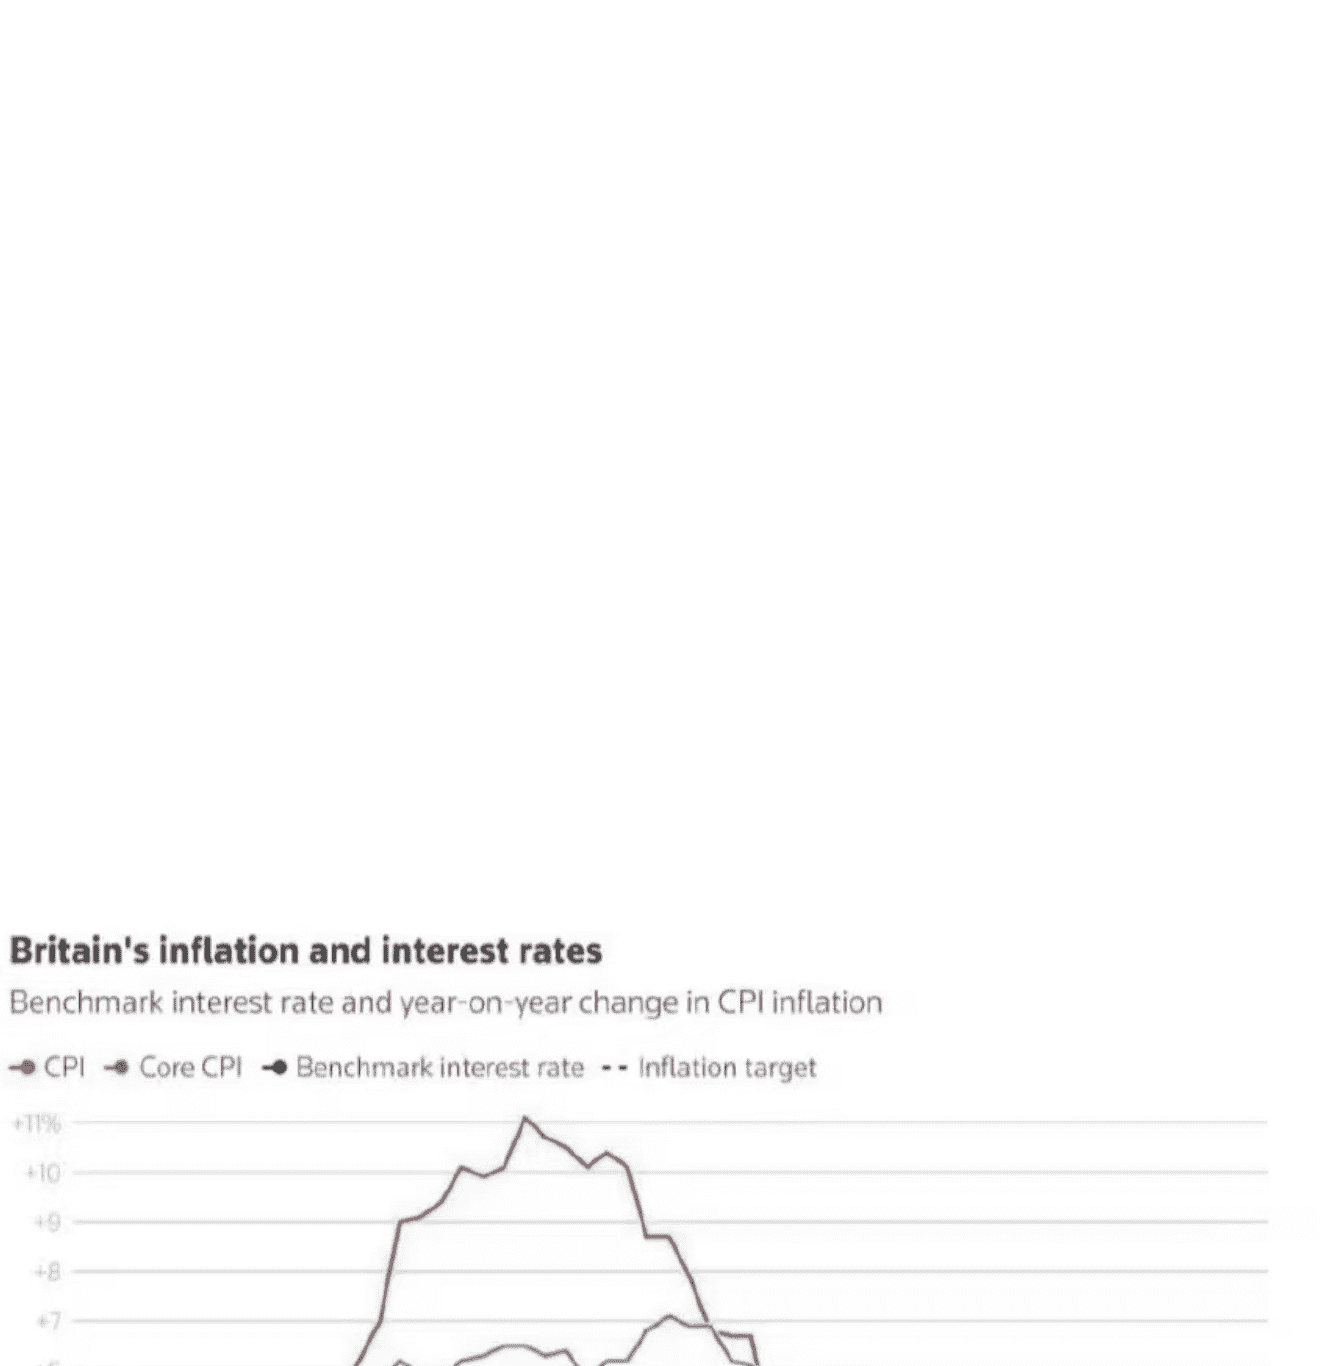 Britain's inflation and interest rates
Benchmark interest rate and year-on-year change in CPI inflation
CPI Core CPI Benchmark interest rate Inflation target
+11%
+10
+9
+8
+7